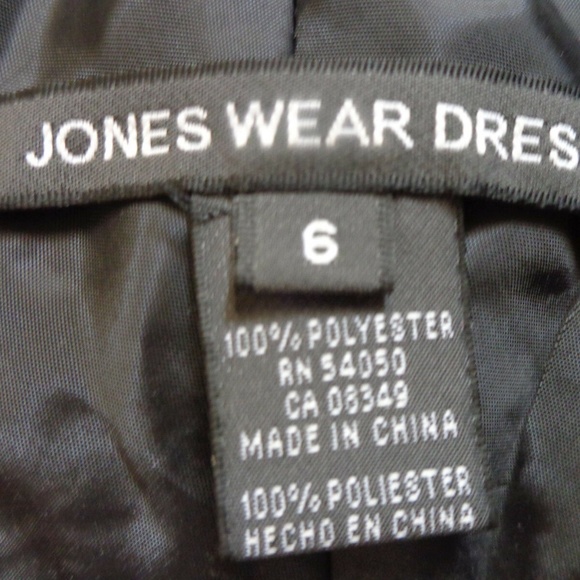 JONES WEAR DRES
6
100% POLYESTER
RN 54050
CA 08349
MADE IN CHINA
100% POLIESTER
HECHO EN CHINA